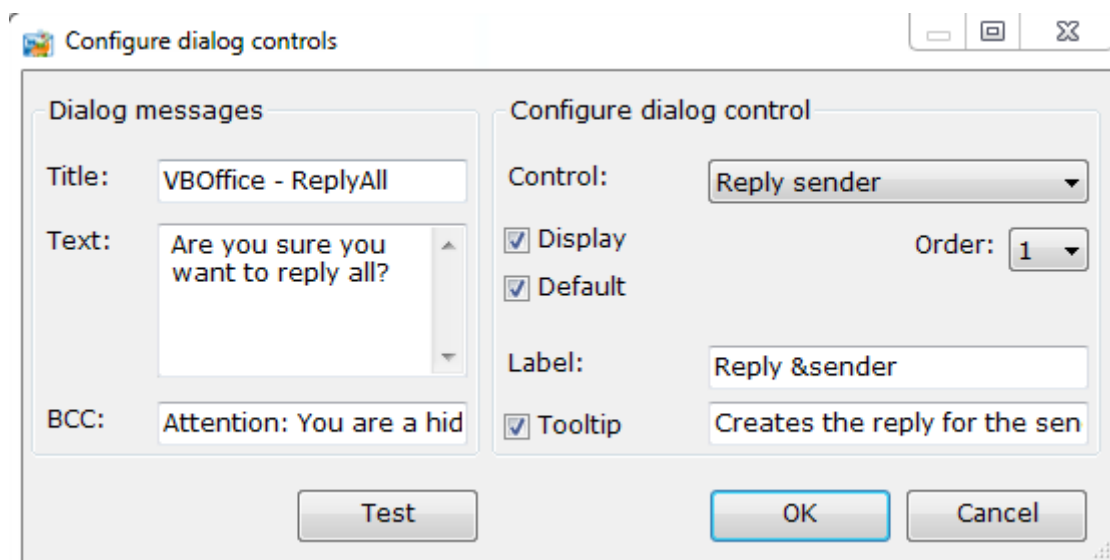 Configure dialog controls
Dialog messages
Title: VBOffice - ReplyAll
Text: Are you sure you
want to reply all?
BCC: Attention: You are a hid
Configure dialog control
Control: Reply sender
Display
Order: 1
Default
Label: Reply &sender
Tooltip Creates the reply for the sen
Test
OK
Cancel